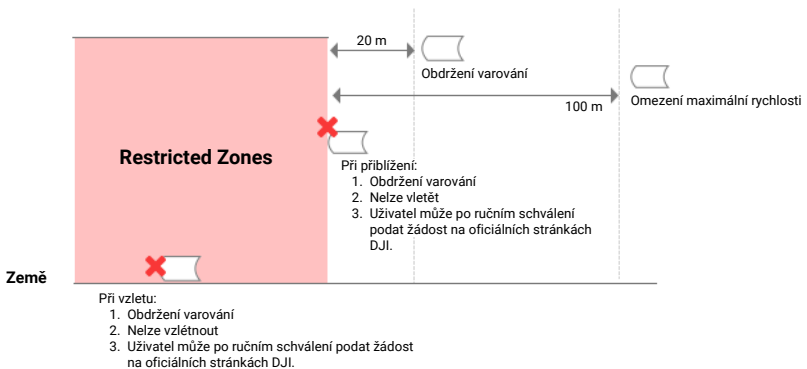 20 m
Obdržení varování
100 m
Omezení maximální rychlosti
Restricted Zones
Při přiblížení:
1. Obdržení varování
2. Nelze vletět
3. Uživatel může po ručním schválení
podat žádost na oficiálních stránkách
DJI.
Země
Při vzletu:
1. Obdržení varování
2. Nelze vzlétnout
3. Uživatel může po ručním schválení podat žádost
na oficiálních stránkách DJI.